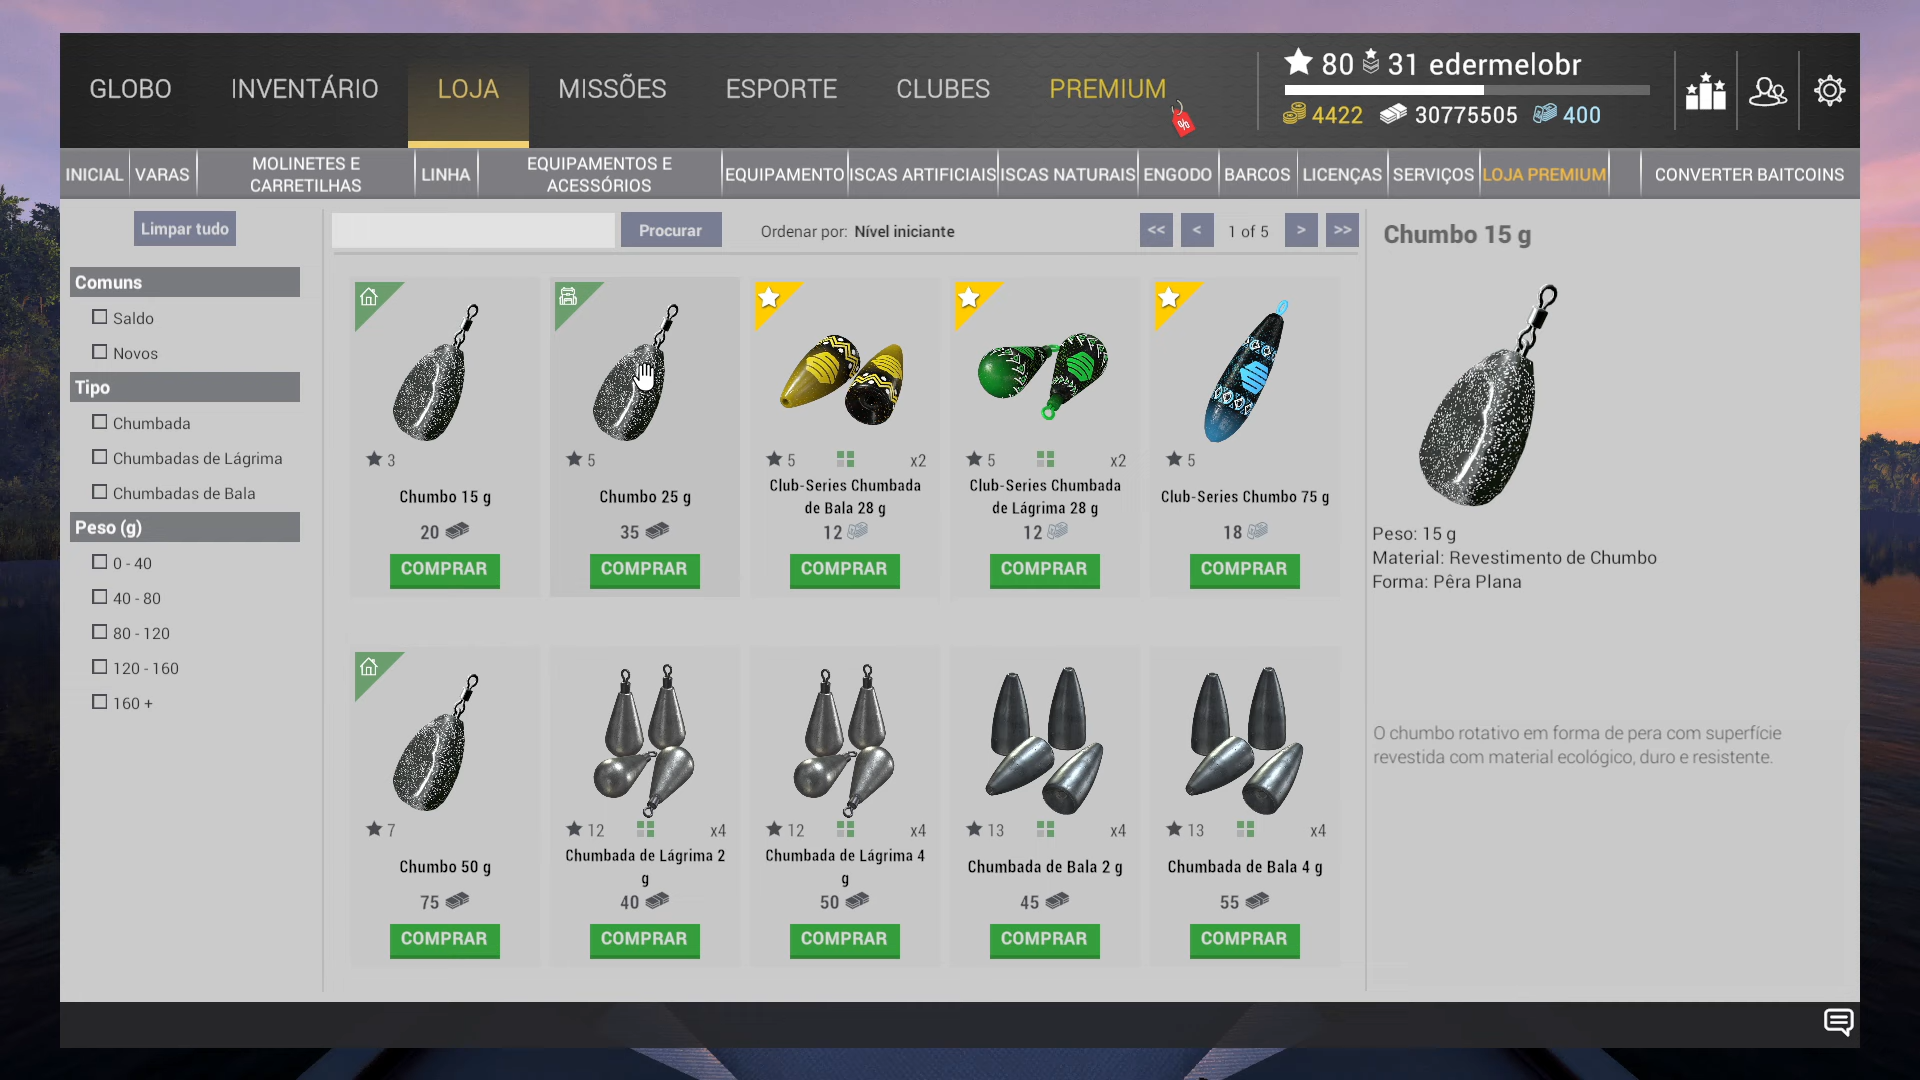 GLOBO
INVENTÁRIO
LOJA
MISSÕES
ESPORTE
CLUBES
PREMIUM
%
80 31 edermelobr
4422 30775505 400
INICIAL
VARAS
MOLINETES E
CARRETILHAS
LINHA
EQUIPAMENTOS E
ACESSÓRIOS
EQUIPAMENTO
ISCAS ARTIFICIAIS
ISCAS NATURAIS
ENGODO
BARCOS
LICENÇAS
SERVIÇOS
LOJA PREMIUM
CONVERTER BAITCOINS
Limpar tudo
Comuns
Saldo
Novos
Tipo
Chumbada
Chumbadas de Lágrima
Chumbadas de Bala
Peso (g)
0 - 40
40 - 80
80 - 120
120 - 160
160 +
Procurar
Ordenar por: Nível iniciante
<< < 1 of 5 > >>
3
Chumbo 15 g
20
COMPRAR
5
Chumbo 25 g
35
COMPRAR
5 x2
Club-Series Chumbada
de Bala 28 g
12
COMPRAR
5 x2
Club-Series Chumbada
de Lágrima 28 g
12
COMPRAR
5
Club-Series Chumbo 75 g
18
COMPRAR
7
Chumbo 50 g
75
COMPRAR
12 x4
Chumbada de Lágrima 2
g
40
COMPRAR
12 x4
Chumbada de Lágrima 4
g
50
COMPRAR
13 x4
Chumbada de Bala 2 g
45
COMPRAR
13 x4
Chumbada de Bala 4 g
55
COMPRAR
Chumbo 15 g
Peso: 15 g
Material: Revestimento de Chumbo
Forma: Pêra Plana
O chumbo rotativo em forma de pera com superfície
revestida com material ecológico, duro e resistente.